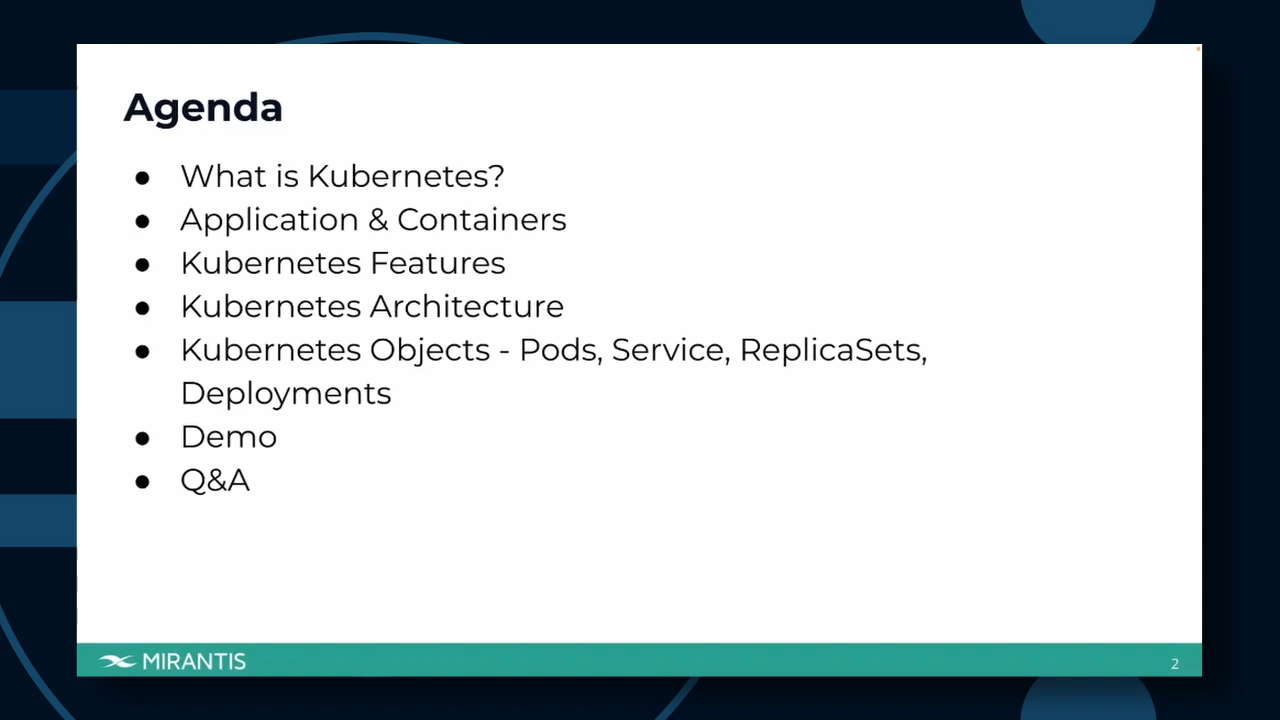 Agenda
● What is Kubernetes?
● Application & Containers
● Kubernetes Features
● Kubernetes Architecture
● Kubernetes Objects - Pods, Service, ReplicaSets,
Deployments
● Demo
● Q&A
MIRANTIS
2